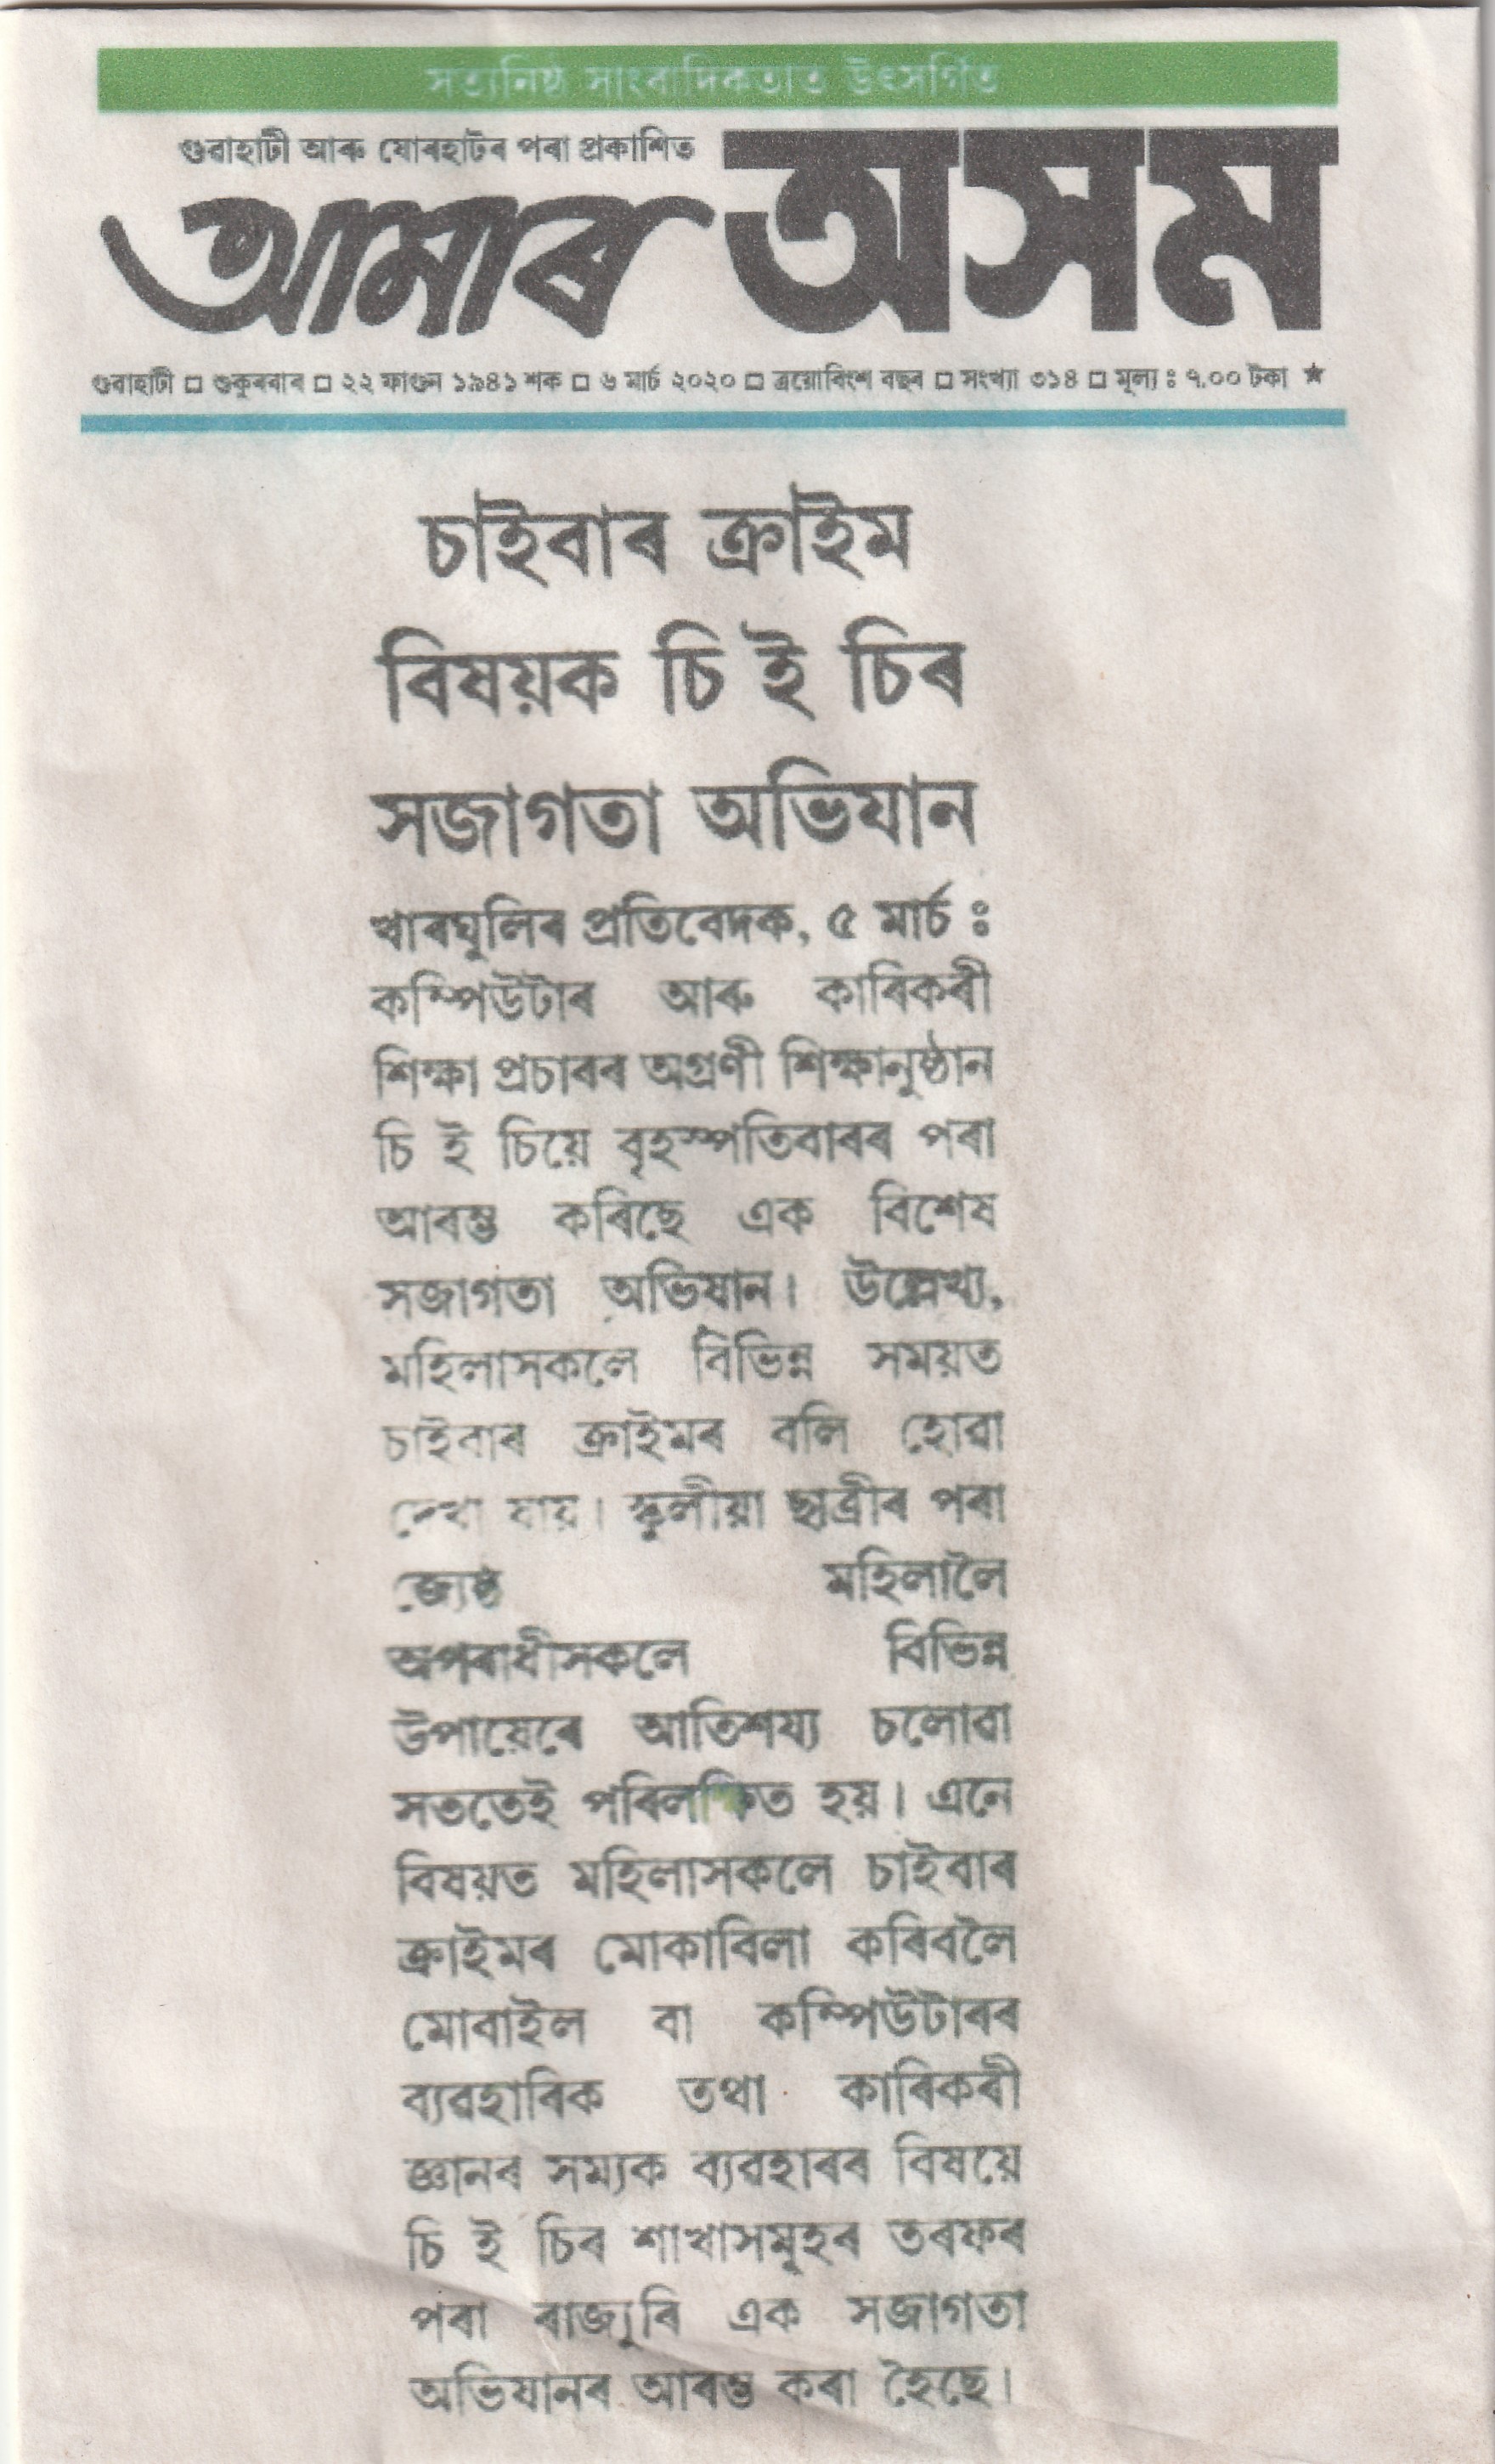 সত্যনিষ্ঠ সাংবাদিকতাত উৎসৰ্গিত
গুৱাহাটী আৰু যোৰহাটৰ পৰা প্ৰকাশিত
আমাৰ অসম
গুৱাহাটী □ শুকুৰবাৰ □ ২২ ফাগুন ১৯৪১ শক □ ৬ মাৰ্চ ২০২০ □ ত্ৰয়োবিংশ বছৰ □ সংখ্যা ৩১৪ □ মূল্য ঃ ৭.০০ টকা ★
চাইবাৰ ক্ৰাইম
বিষয়ক চি ই চিৰ
সজাগতা অভিযান
খাৰঘুলিৰ প্ৰতিবেদক, ৫ মাৰ্চ ঃ
কম্পিউটাৰ আৰু কাৰিকৰী
শিক্ষা প্ৰচাৰৰ অগ্ৰণী শিক্ষানুষ্ঠান
চি ই চিয়ে বৃহস্পতিবাৰৰ পৰা
আৰম্ভ কৰিছে এক বিশেষ
সজাগতা অভিযান। উল্লেখ্য,
মহিলাসকলে বিভিন্ন সময়ত
চাইবাৰ ক্ৰাইমৰ বলি হোৱা
দেখা যায়। স্কুলীয়া ছাত্ৰীৰ পৰা
জ্যেষ্ঠ মহিলালৈ
অপৰাধীসকলে বিভিন্ন
উপায়েৰে আতিশয্য চলোৱা
সততেই পৰিলক্ষিত হয়। এনে
বিষয়ত মহিলাসকলে চাইবাৰ
ক্ৰাইমৰ মোকাবিলা কৰিবলৈ
মোবাইল বা কম্পিউটাৰৰ
ব্যৱহাৰিক তথা কাৰিকৰী
জ্ঞানৰ সম্যক ব্যৱহাৰৰ বিষয়ে
চি ই চিৰ শাখাসমূহৰ তৰফৰ
পৰা ৰাজ্যুৰি এক সজাগতা
অভিযানৰ আৰম্ভ কৰা হৈছে।